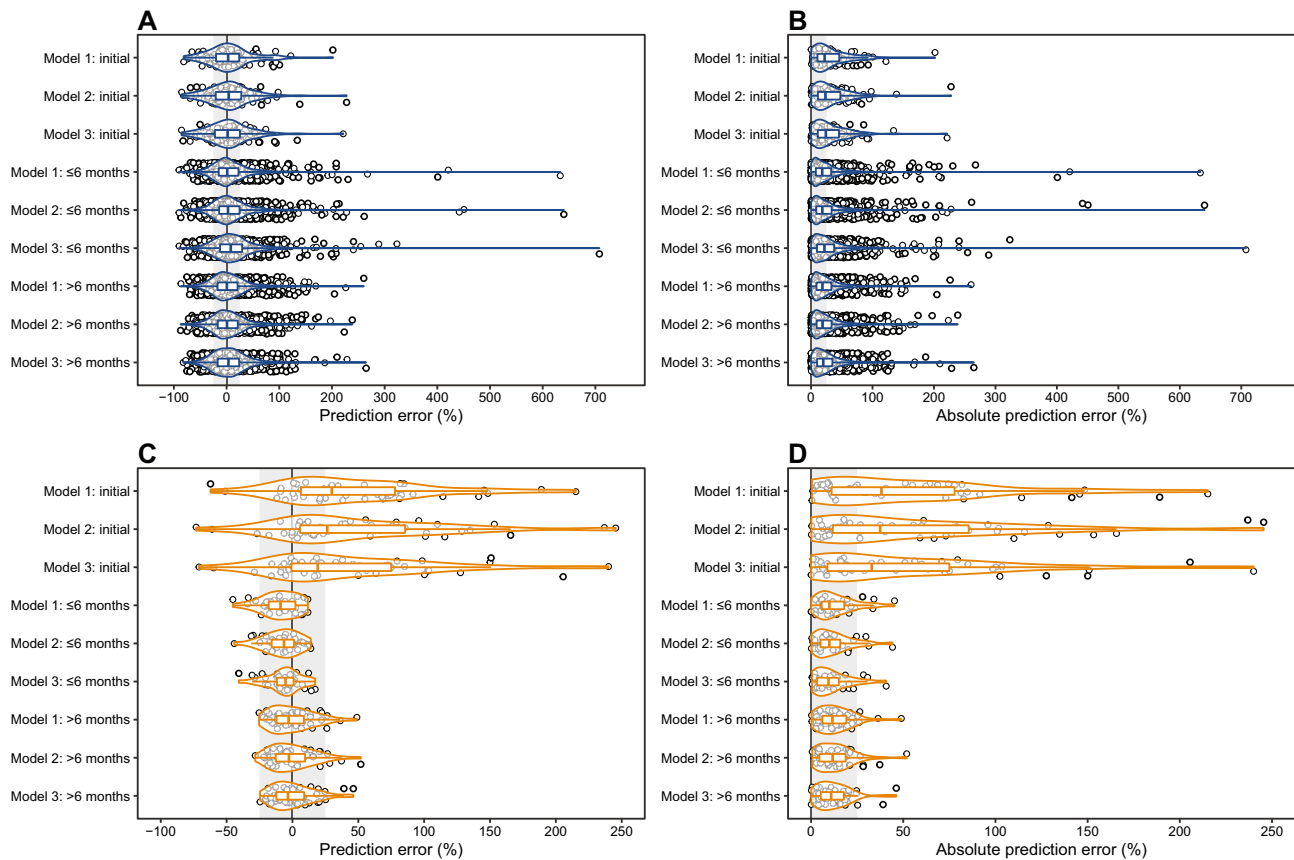 A
Model 1: initial
Model 2: initial
Model 3: initial
Model 1: ≤6 months
Model 2: ≤6 months
Model 3: ≤6 months
Model 1: >6 months
Model 2: >6 months
Model 3: >6 months
−100 0 100 200 300 400 500 600 700
Prediction error (%)
B
Model 1: initial
Model 2: initial
Model 3: initial
Model 1: ≤6 months
Model 2: ≤6 months
Model 3: ≤6 months
Model 1: >6 months
Model 2: >6 months
Model 3: >6 months
0 100 200 300 400 500 600 700
Absolute prediction error (%)
C
Model 1: initial
Model 2: initial
Model 3: initial
Model 1: ≤6 months
Model 2: ≤6 months
Model 3: ≤6 months
Model 1: >6 months
Model 2: >6 months
Model 3: >6 months
−100 −50 0 50 100 150 200 250
Prediction error (%)
D
Model 1: initial
Model 2: initial
Model 3: initial
Model 1: ≤6 months
Model 2: ≤6 months
Model 3: ≤6 months
Model 1: >6 months
Model 2: >6 months
Model 3: >6 months
0 50 100 150 200 250
Absolute prediction error (%)